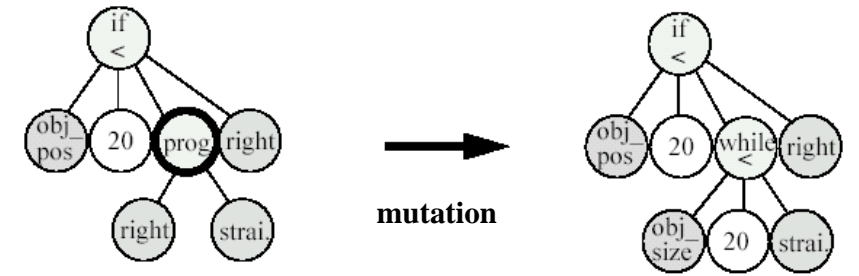 if
<
obj_
pos
20
prog
right
right
strai.
mutation
if
<
obj_
pos
20
while
<
right
obj_
size
20
strai.